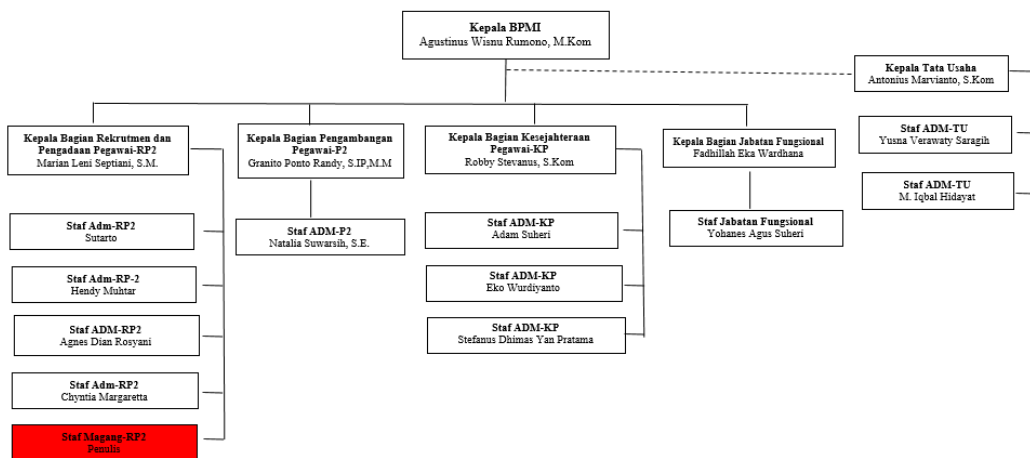 Kepala BPMI
Agustinus Wisnu Rumono, M.Kom
Kepala Tata Usaha
Antonius Marvianto, S.Kom
Kepala Bagian Rekrutmen dan
Pengadaan Pegawai-RP2
Marian Leni Septiani, S.M.
Kepala Bagian Pengambangan
Pegawai-P2
Granito Ponto Randy, S.IP,M.M
Kepala Bagian Kesejahteraan
Pegawai-KP
Robby Stevanus, S.Kom
Kepala Bagian Jabatan Fungsional
Fadhillah Eka Wardhana
Staf ADM-TU
Yusna Verawaty Saragih
Staf ADM-TU
M. Iqbal Hidayat
Staf Adm-RP2
Sutarto
Staf ADM-P2
Natalia Suwarsih, S.E.
Staf ADM-KP
Adam Suheri
Staf Jabatan Fungsional
Yohanes Agus Suheri
Staf Adm-RP-2
Hendy Muhtar
Staf ADM-KP
Eko Wurdiyanto
Staf ADM-RP2
Agnes Dian Rosyani
Staf ADM-KP
Stefanus Dhimas Yan Pratama
Staf Adm-RP2
Chyntia Margaretta
Staf Magang-RP2
Penulis